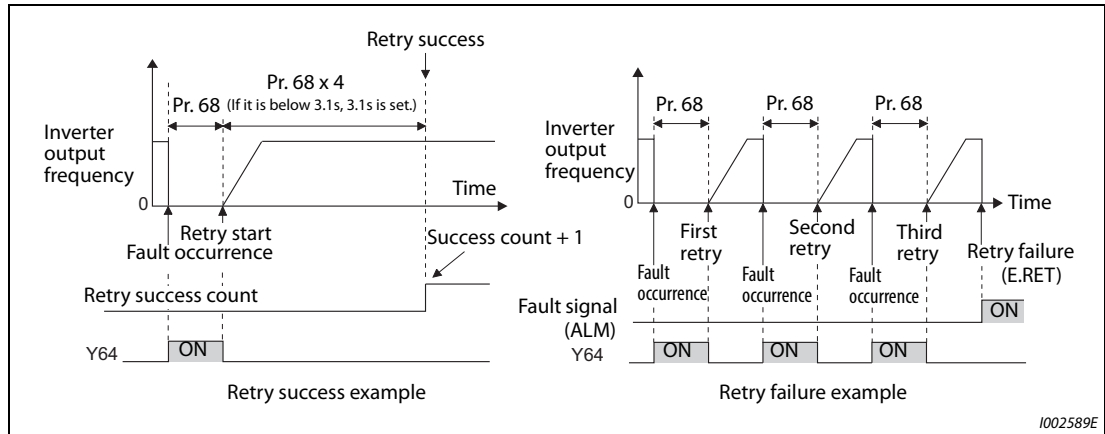 Retry success
Pr. 68 x 4
Pr. 68 (If it is below 3.1s, 3.1s is set.)
Inverter
output
frequency
Time
0
Retry start
Fault occurrence
Success count + 1
Retry success count
Y64
ON
Retry success example
Pr. 68
Pr. 68
Pr. 68
Inverter
output
frequency
0
Time
First
retry
Second
retry
Third
retry
Retry failure
(E.RET)
Fault
occurrence
Fault
occurrence
Fault
occurrence
Fault signal
(ALM)
ON
Y64
ON
ON
ON
Retry failure example
I002589E